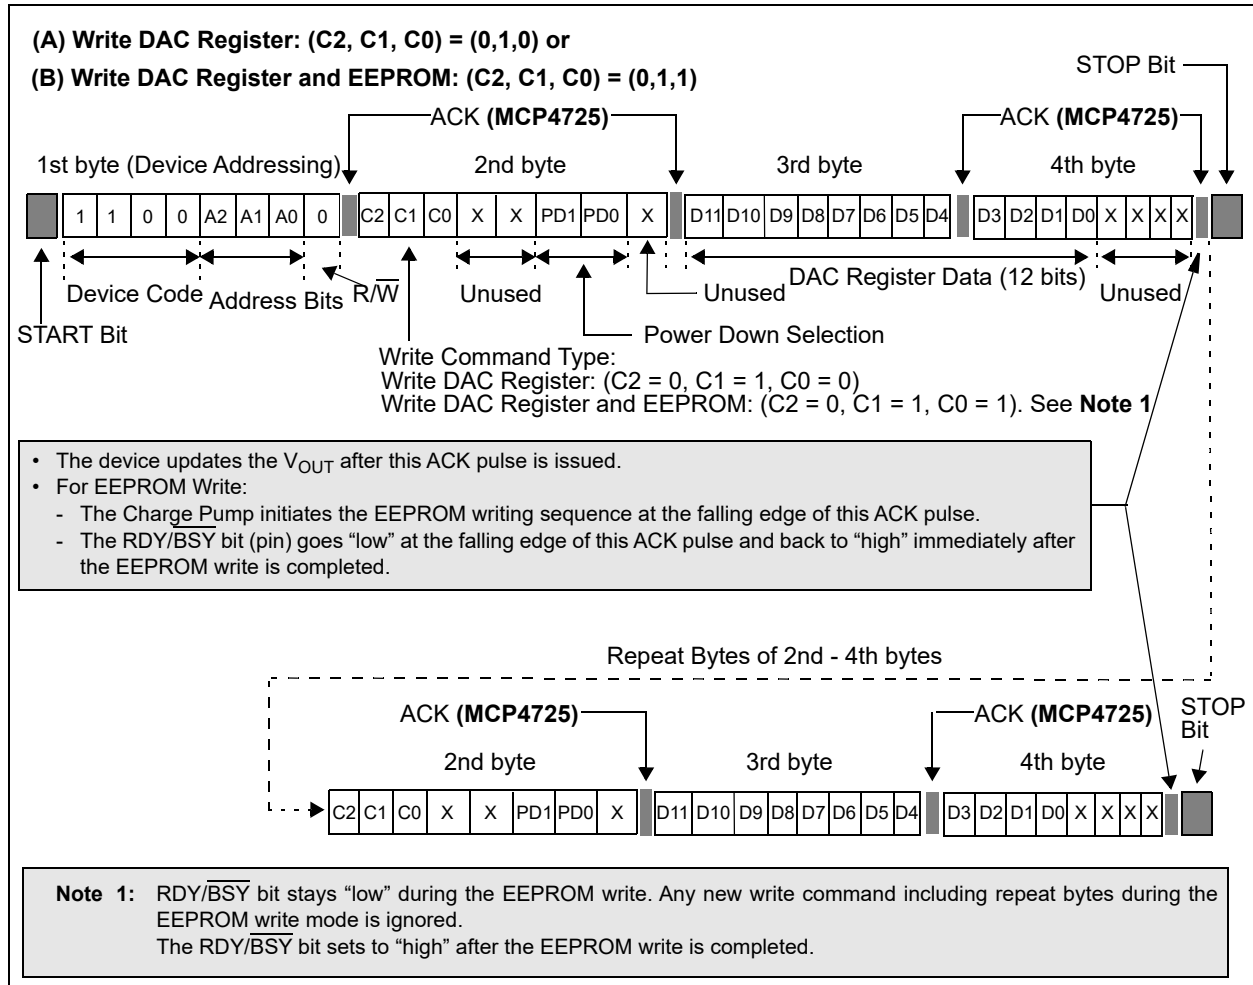 (A) Write DAC Register: (C2, C1, C0) = (0,1,0) or
(B) Write DAC Register and EEPROM: (C2, C1, C0) = (0,1,1)
STOP Bit
ACK (MCP4725)
ACK (MCP4725)
1st byte (Device Addressing)
2nd byte
3rd byte
4th byte
1 1 0 0 A2 A1 A0 0
C2 C1 C0 X X PD1 PD0 X
D11 D10 D9 D8 D7 D6 D5 D4
D3 D2 D1 D0 X X X X
Device Code
Address Bits
R/W̅
Unused
Unused
DAC Register Data (12 bits)
Unused
START Bit
Power Down Selection
Write Command Type:
Write DAC Register: (C2 = 0, C1 = 1, C0 = 0)
Write DAC Register and EEPROM: (C2 = 0, C1 = 1, C0 = 1). See Note 1
• The device updates the VOUT after this ACK pulse is issued.
• For EEPROM Write:
- The Charge Pump initiates the EEPROM writing sequence at the falling edge of this ACK pulse.
- The RDY/B̅S̅Y̅ bit (pin) goes “low” at the falling edge of this ACK pulse and back to “high” immediately after
the EEPROM write is completed.
Repeat Bytes of 2nd - 4th bytes
ACK (MCP4725)
ACK (MCP4725)
STOP
Bit
2nd byte
3rd byte
4th byte
C2 C1 C0 X X PD1 PD0 X
D11 D10 D9 D8 D7 D6 D5 D4
D3 D2 D1 D0 X X X X
Note 1: RDY/B̅S̅Y̅ bit stays “low” during the EEPROM write. Any new write command including repeat bytes during the
EEPROM write mode is ignored.
The RDY/B̅S̅Y̅ bit sets to “high” after the EEPROM write is completed.